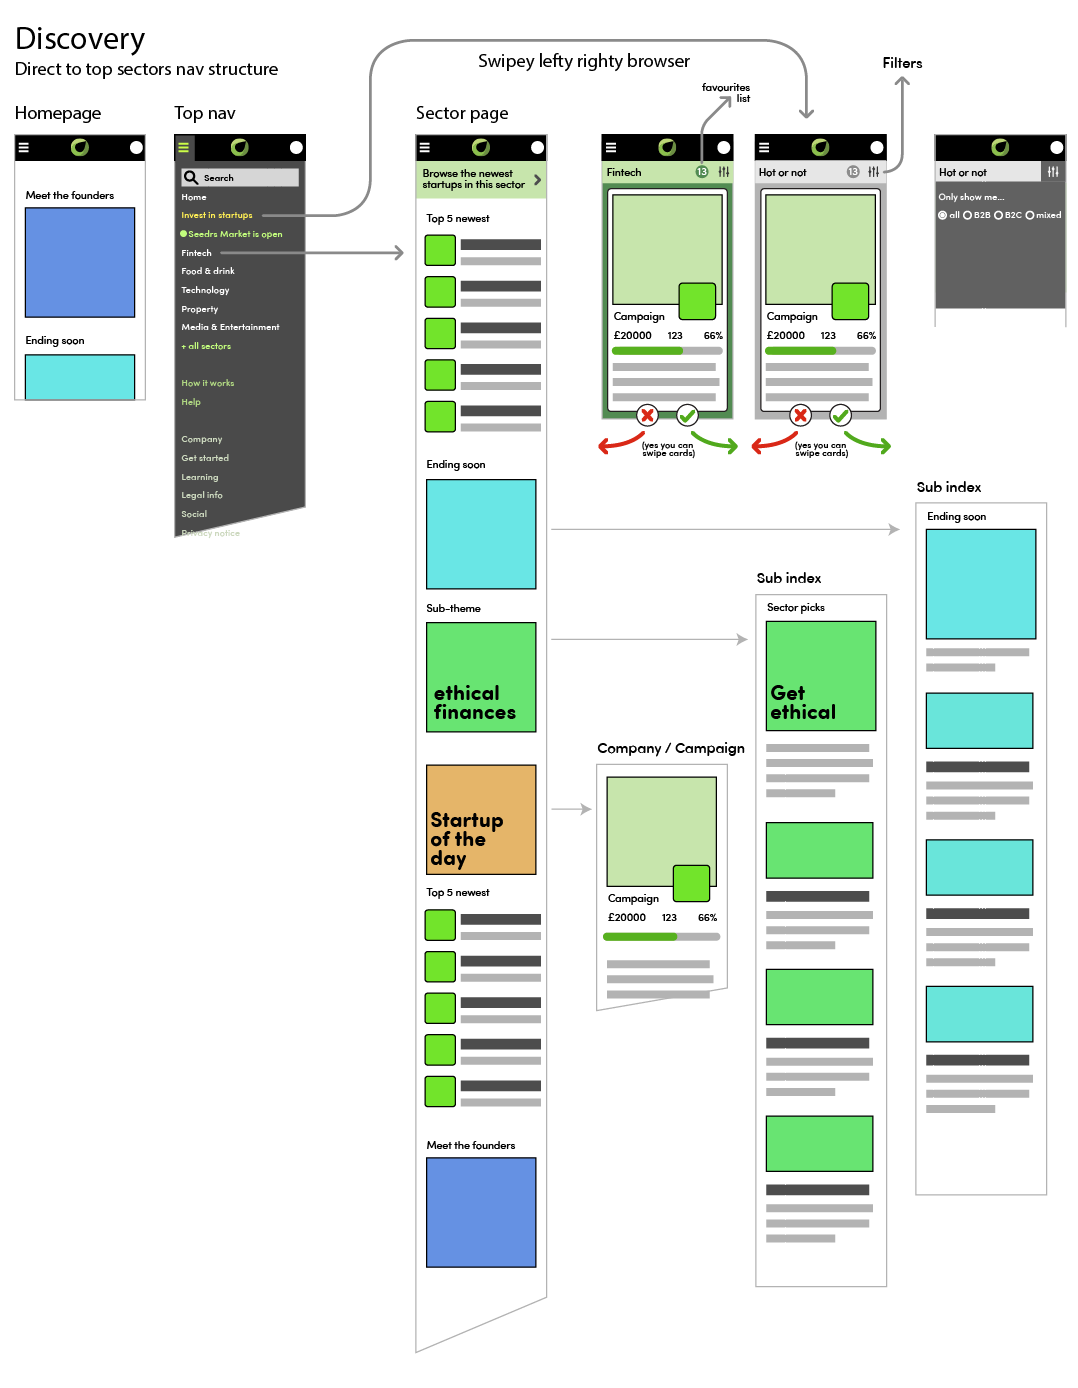 Discovery
Direct to top sectors nav structure
Swipey lefty righty browser
Filters
favourites
list
Homepage
Top nav
Sector page
Meet the founders
Ending soon
Search
Home
Invest in startups
Seedrs Market is open
Fintech
Food & drink
Technology
Property
Media & Entertainment
+ all sectors
How it works
Help
Company
Get started
Learning
Legal info
Social
Privacy notice
Browse the newest
startups in this sector
Top 5 newest
Ending soon
Sub-theme
ethical
finances
Startup
of the
day
Top 5 newest
Meet the founders
Fintech
13
Campaign
£20000 123 66%
(yes you can
swipe cards)
Hot or not
13
Campaign
£20000 123 66%
(yes you can
swipe cards)
Hot or not
Only show me...
all B2B B2C mixed
Company / Campaign
Campaign
£20000 123 66%
Sub index
Sector picks
Get
ethical
Sub index
Ending soon